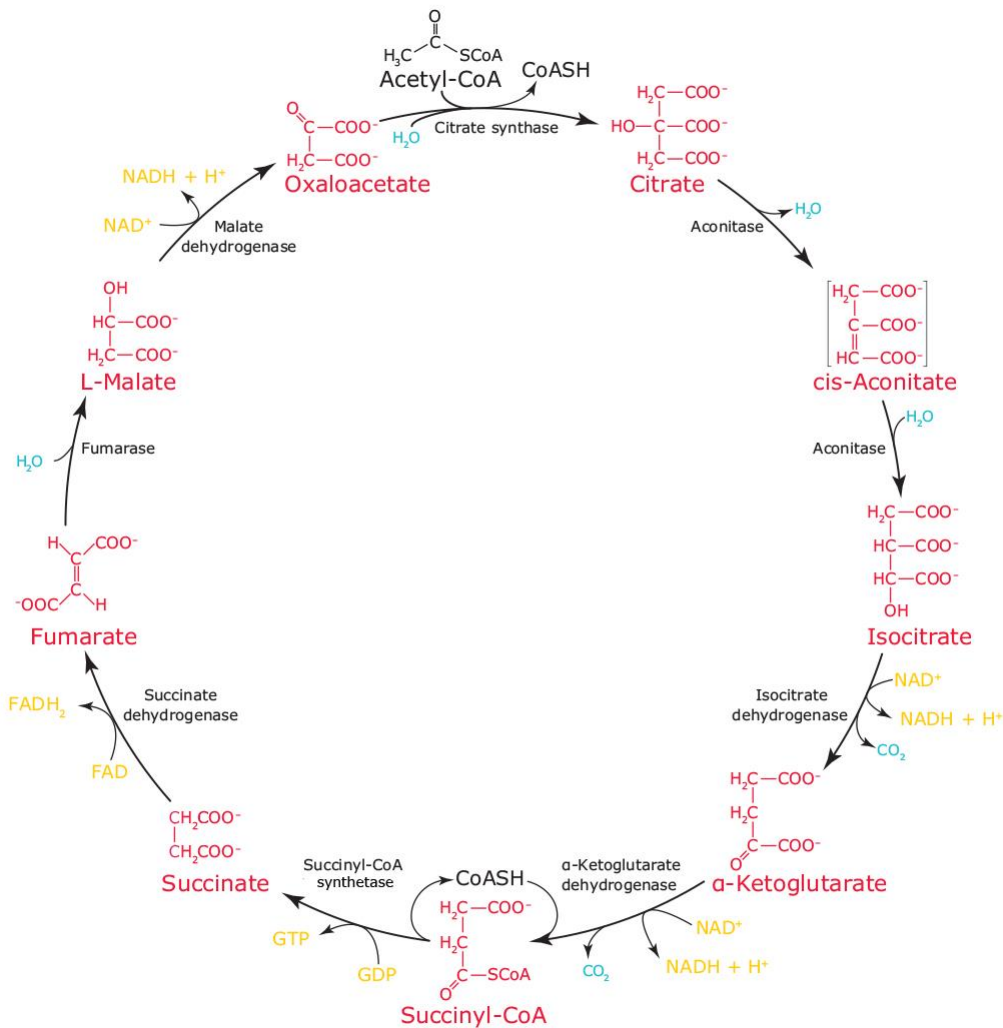 O
H₃C
C
SCoA
Acetyl-CoA
CoASH
H₂O
Citrate synthase
H₂C—COO⁻
HO—C—COO⁻
H₂C—COO⁻
Citrate
H₂O
Aconitase
H₂C—COO⁻
C—COO⁻
HC—COO⁻
cis-Aconitate
H₂O
Aconitase
H₂C—COO⁻
HC—COO⁻
HC—COO⁻
OH
Isocitrate
Isocitrate
dehydrogenase
NAD⁺
NADH + H⁺
CO₂
H₂C—COO⁻
H₂C
C—COO⁻
O
α-Ketoglutarate
α-Ketoglutarate
dehydrogenase
NAD⁺
NADH + H⁺
CO₂
CoASH
H₂C—COO⁻
H₂C
C—SCoA
O
Succinyl-CoA
Succinyl-CoA
synthetase
GTP
GDP
CH₂COO⁻
CH₂COO⁻
Succinate
Succinate
dehydrogenase
FADH₂
FAD
H
COO⁻
C
C
⁻OOC
H
Fumarate
Fumarase
H₂O
OH
HC—COO⁻
H₂C—COO⁻
L-Malate
Malate
dehydrogenase
NADH + H⁺
NAD⁺
O
C—COO⁻
H₂C—COO⁻
Oxaloacetate